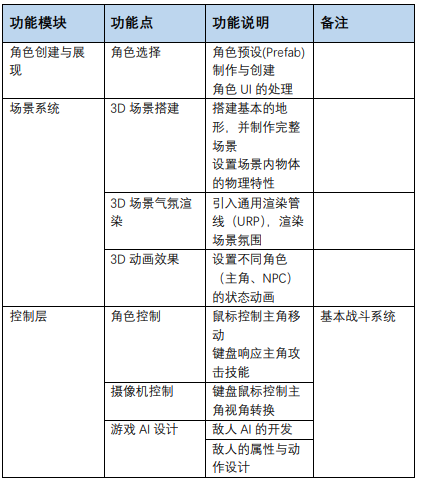 功能模块 功能点 功能说明 备注
角色创建与展 角色选择 角色预设(Prefab)
现 制作与创建
角色 UI 的处理
场景系统 3D 场景搭建 搭建基本的地
形，并制作完整
场景
设置场景内物体
的物理特性
3D 场景气氛渲 引入通用渲染管
染 线（URP），渲染
场景氛围
3D 动画效果 设置不同角色
（主角、NPC）
的状态动画
控制层 角色控制 鼠标控制主角移 基本战斗系统
动
键盘响应主角攻
击技能
摄像机控制 键盘鼠标控制主
角视角转换
游戏 AI 设计 敌人 AI 的开发
敌人的属性与动
作设计